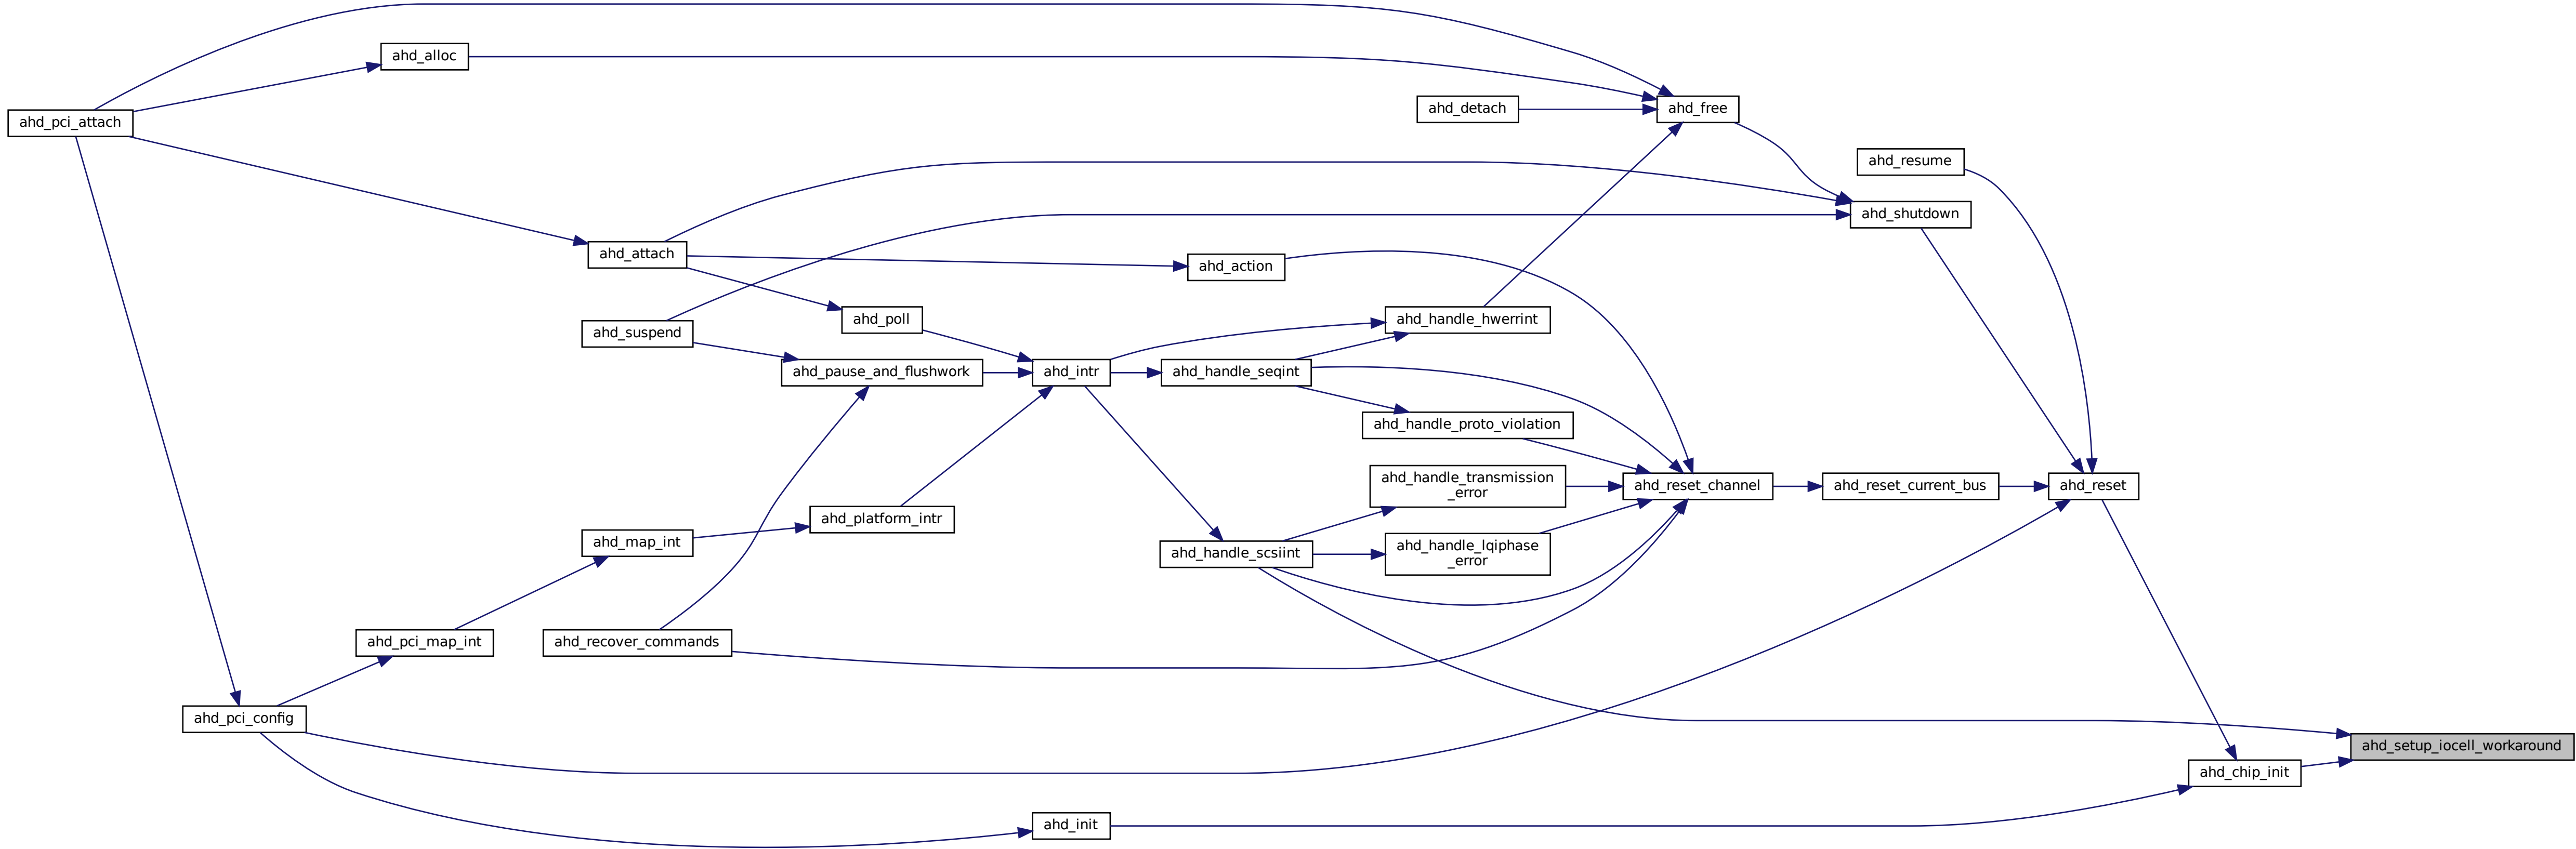 ahd_alloc
ahd_detach
ahd_free
ahd_pci_attach
ahd_resume
ahd_shutdown
ahd_attach
ahd_action
ahd_poll
ahd_handle_hwerrint
ahd_suspend
ahd_pause_and_flushwork
ahd_intr
ahd_handle_seqint
ahd_handle_proto_violation
ahd_handle_transmission
_error
ahd_reset_channel
ahd_reset_current_bus
ahd_reset
ahd_platform_intr
ahd_map_int
ahd_handle_scsiint
ahd_handle_lqiphase
_error
ahd_pci_map_int
ahd_recover_commands
ahd_pci_config
ahd_setup_iocell_workaround
ahd_chip_init
ahd_init